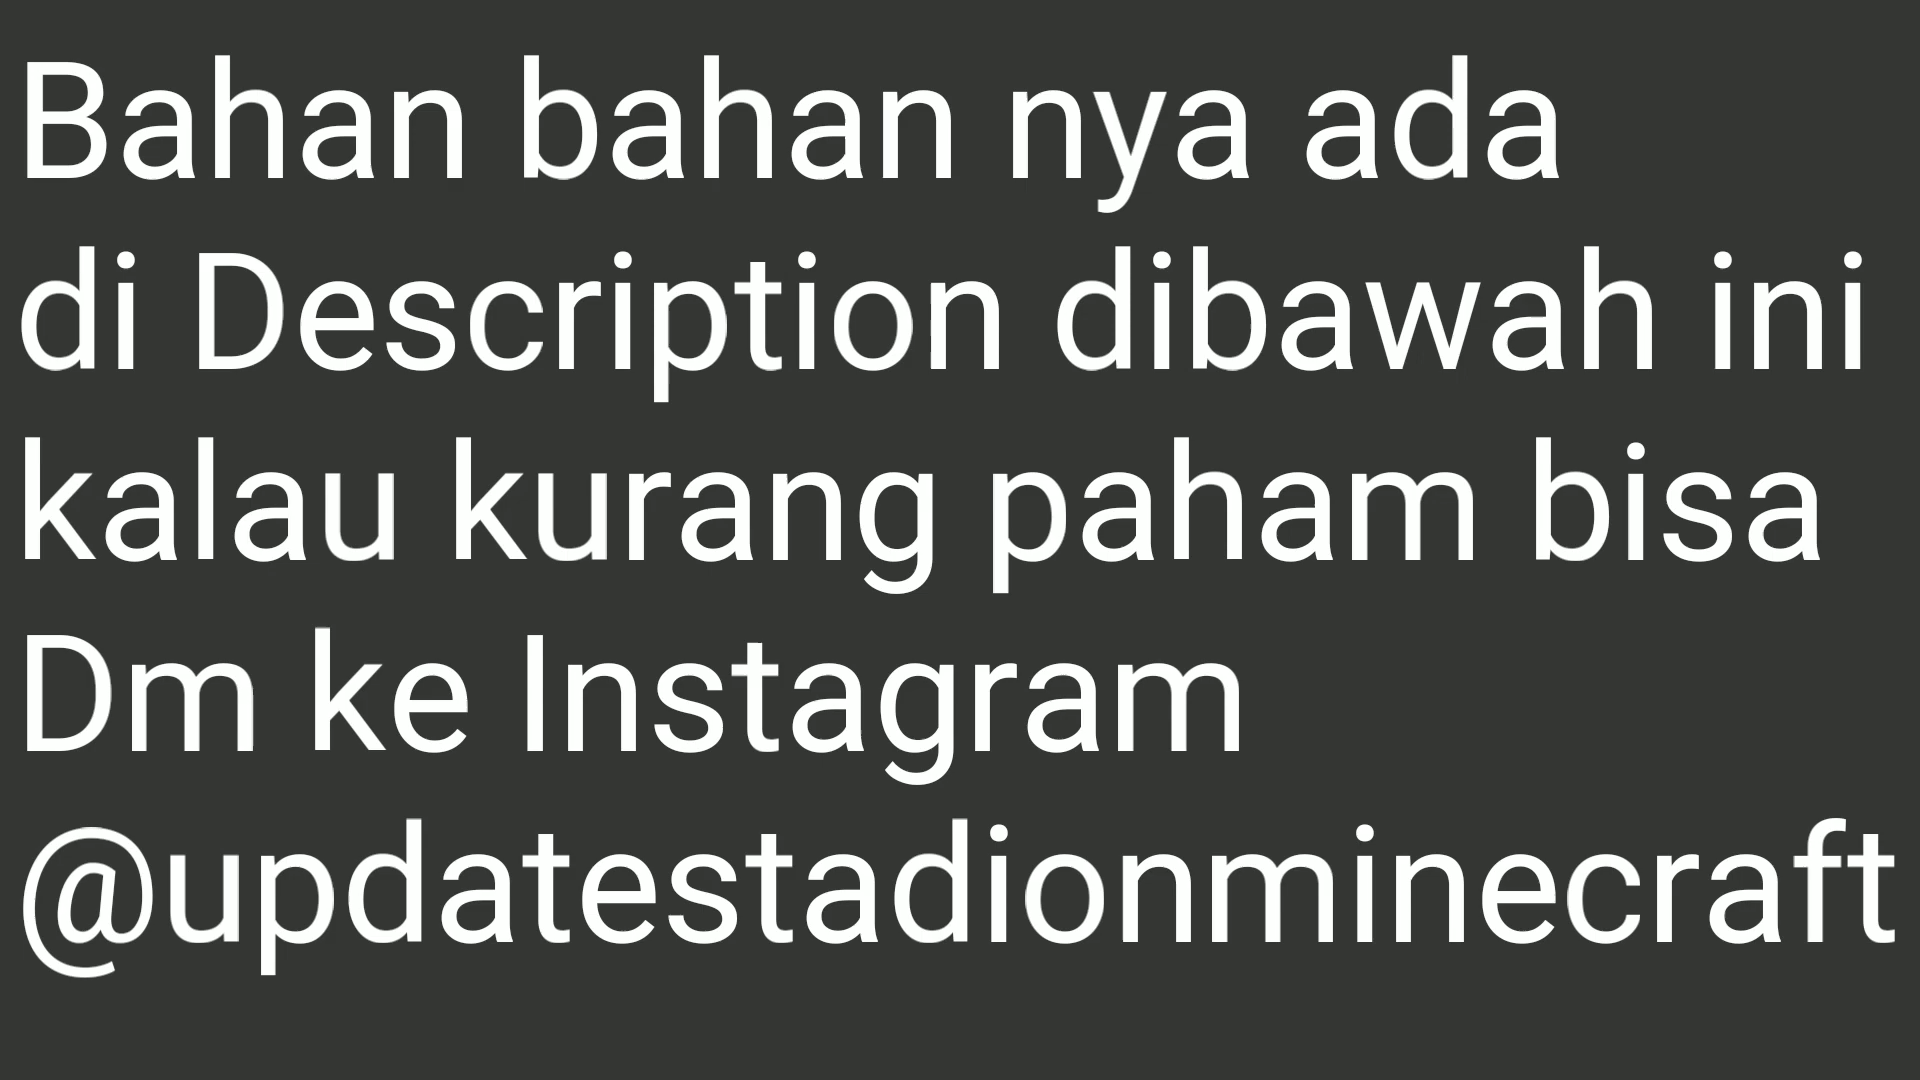 Bahan bahan nya ada
di Description dibawah ini
kalau kurang paham bisa
Dm ke Instagram
@updatestadionminecraft